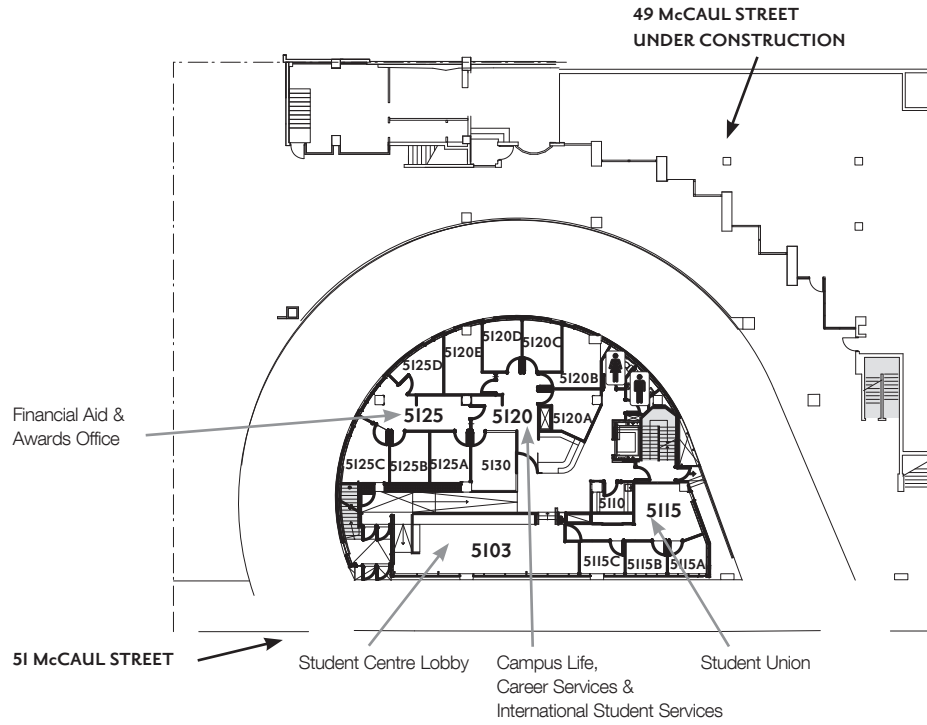 49 McCAUL STREET
UNDER CONSTRUCTION
5120D
5120C
5125D
5120E
5120B
Financial Aid &
Awards Office
5125
5120
5120A
5125C
5125B
5125A
5130
5110
5115
5103
5115C
5115B
5115A
51 McCAUL STREET
Student Centre Lobby
Campus Life,
Career Services &
International Student Services
Student Union